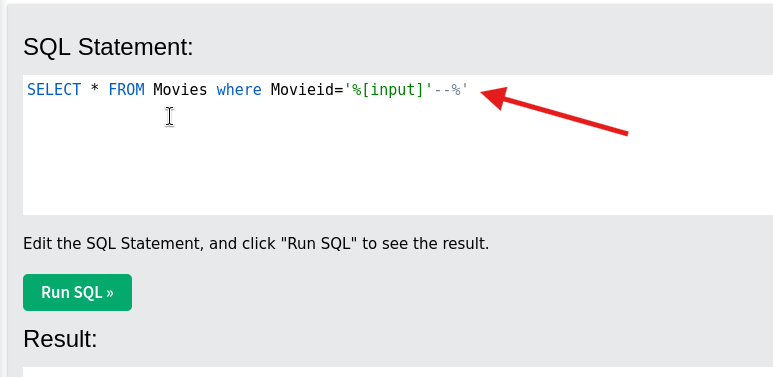 SQL Statement:
SELECT * FROM Movies where Movieid='%[input]'--%'
Edit the SQL Statement, and click "Run SQL" to see the result.
Run SQL »
Result: